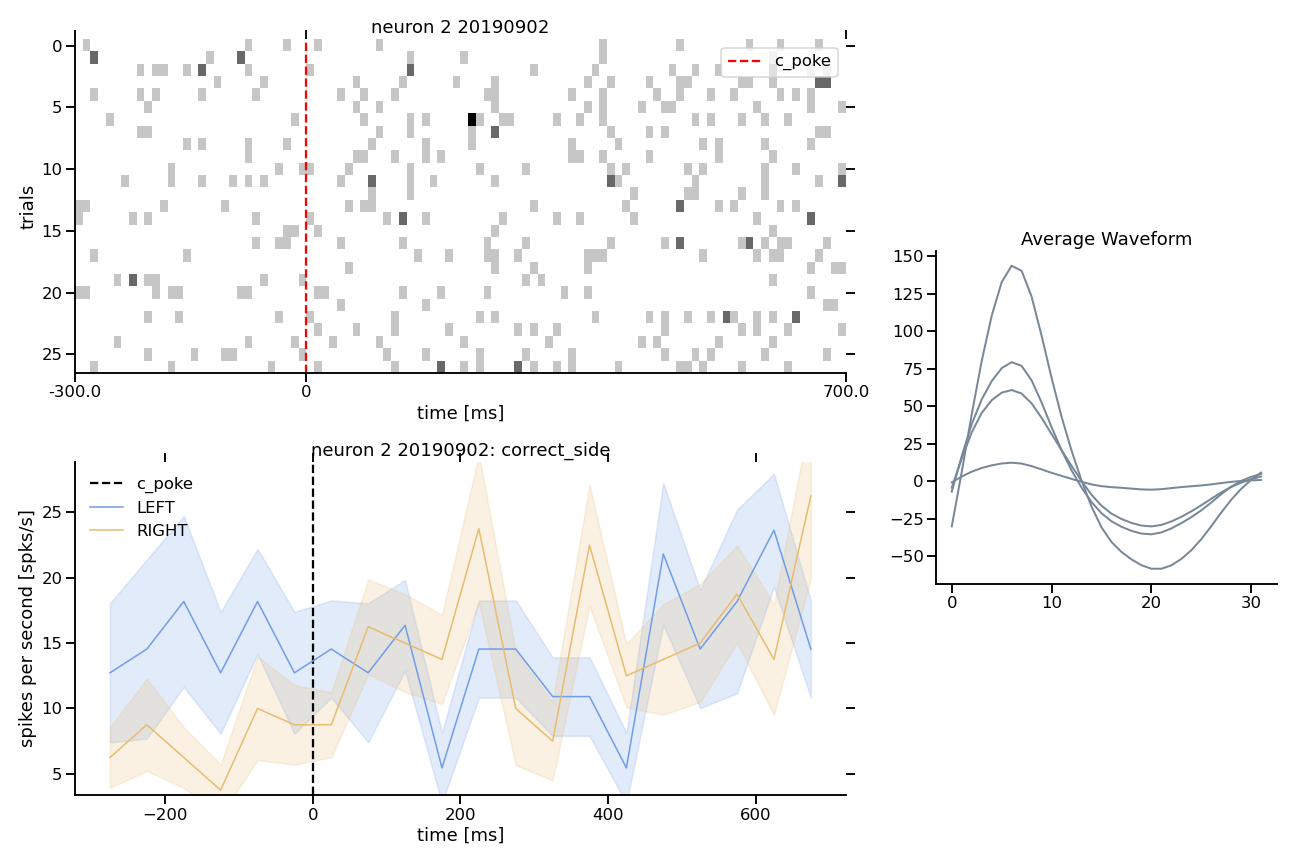 neuron 2 20190902
c_poke
trials
0
5
10
15
20
25
-300.0
0
700.0
time [ms]
neuron 2 20190902: correct_side
c_poke
LEFT
RIGHT
spikes per second [spks/s]
25
20
15
10
5
−200
0
200
400
600
time [ms]
Average Waveform
150
125
100
75
50
25
0
−25
−50
0
10
20
30